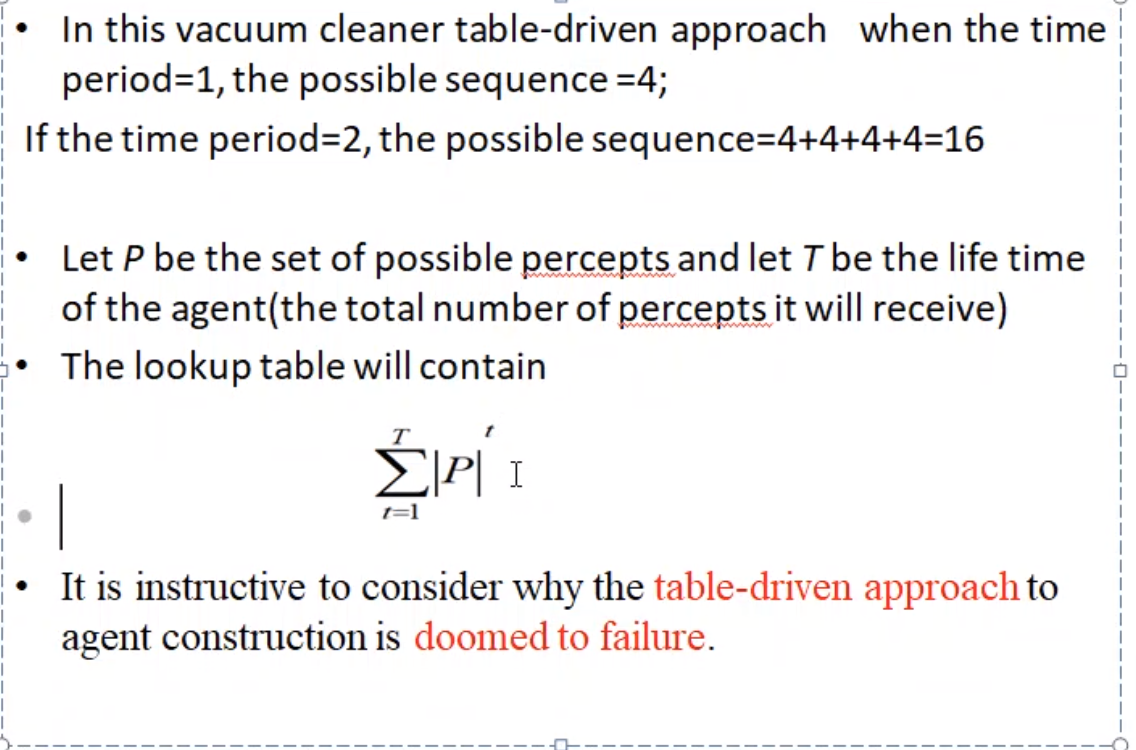 • In this vacuum cleaner table-driven approach when the time
period=1, the possible sequence =4;
If the time period=2, the possible sequence=4+4+4+4=16
• Let P be the set of possible percepts and let T be the life time
of the agent(the total number of percepts it will receive)
• The lookup table will contain
∑_{t=1}^{T} |P|^t
• It is instructive to consider why the table-driven approach to
agent construction is doomed to failure.